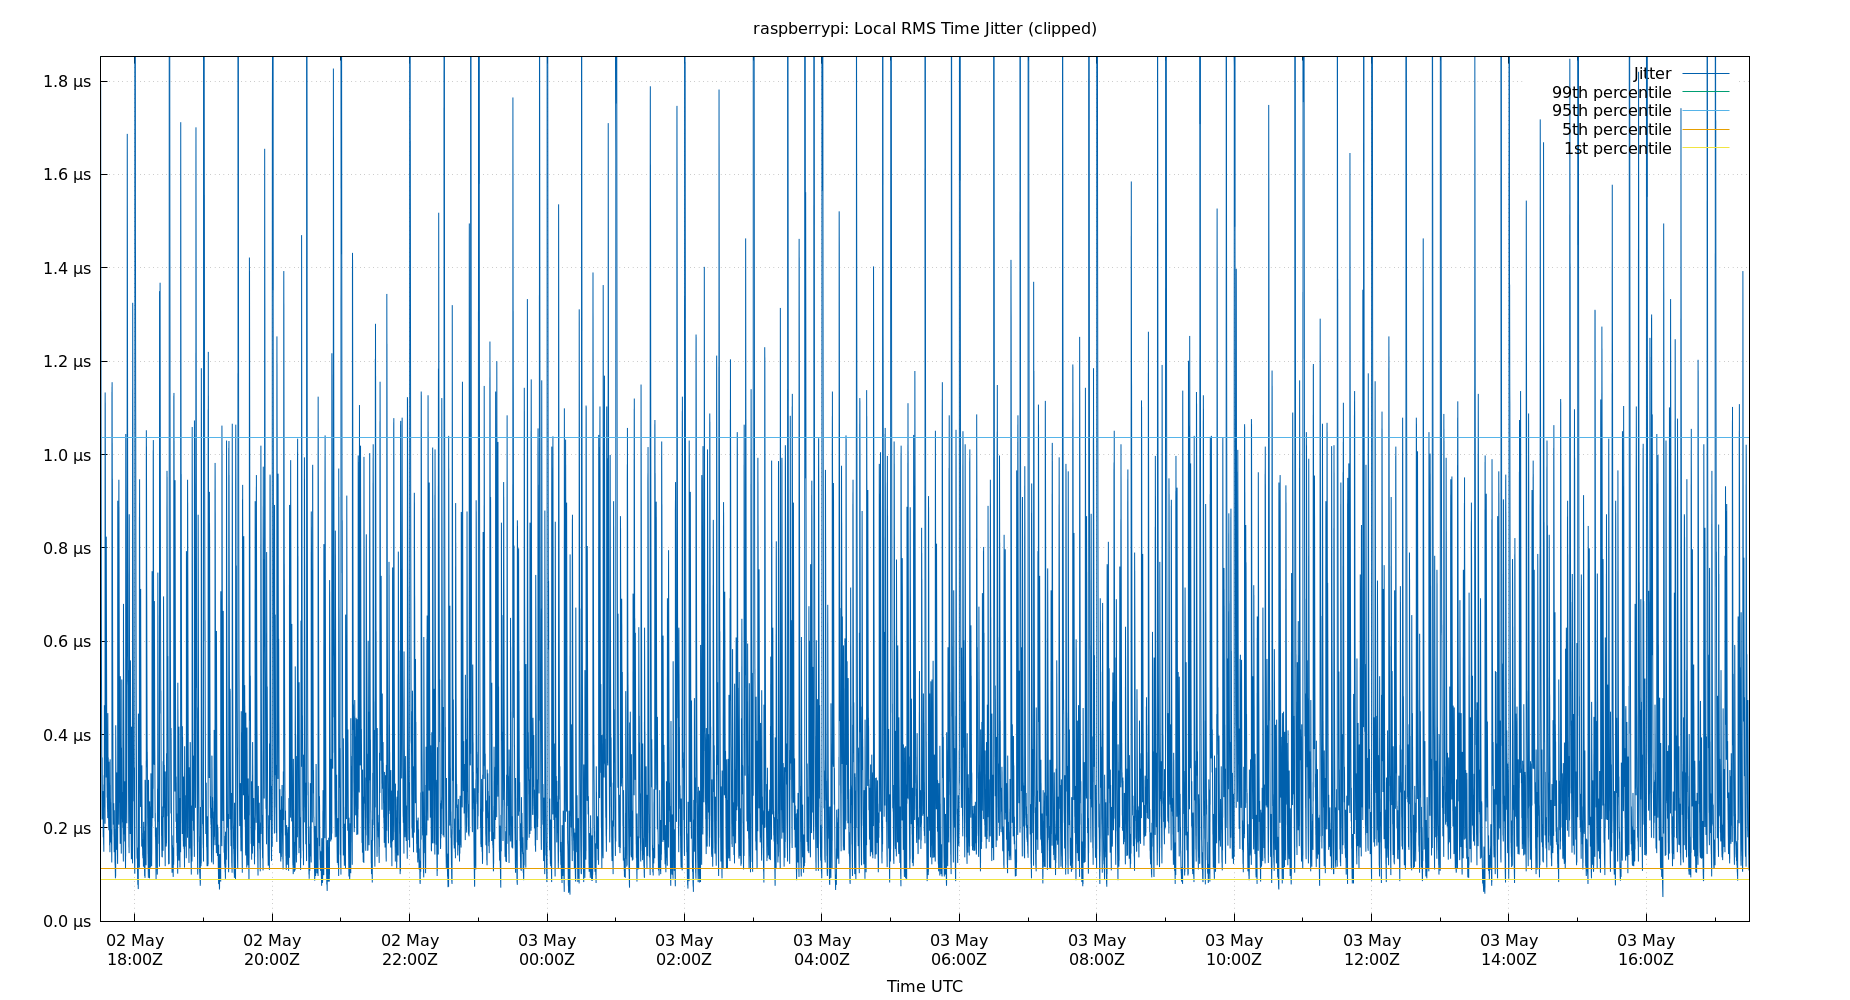 raspberrypi: Local RMS Time Jitter (clipped)
Jitter
99th percentile
95th percentile
5th percentile
1st percentile
1.8 µs
1.6 µs
1.4 µs
1.2 µs
1.0 µs
0.8 µs
0.6 µs
0.4 µs
0.2 µs
0.0 µs
02 May 02 May 02 May 03 May 03 May 03 May 03 May 03 May 03 May 03 May 03 May 03 May
18:00Z 20:00Z 22:00Z 00:00Z 02:00Z 04:00Z 06:00Z 08:00Z 10:00Z 12:00Z 14:00Z 16:00Z
Time UTC